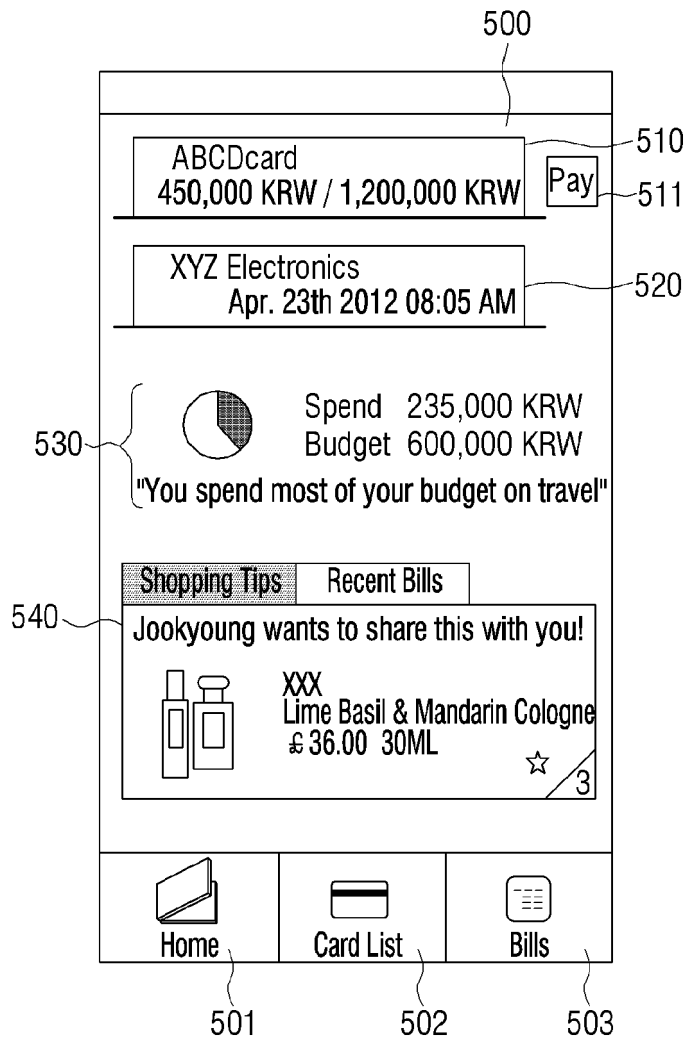 500
ABCDcard
450,000 KRW / 1,200,000 KRW
510
Pay
511
XYZ Electronics
Apr. 23th 2012 08:05 AM
520
Spend 235,000 KRW
Budget 600,000 KRW
530
"You spend most of your budget on travel"
Shopping Tips Recent Bills
540
Jookyoung wants to share this with you!
XXX
Lime Basil & Mandarin Cologne
£ 36.00 30ML
3
Home Card List Bills
501 502 503